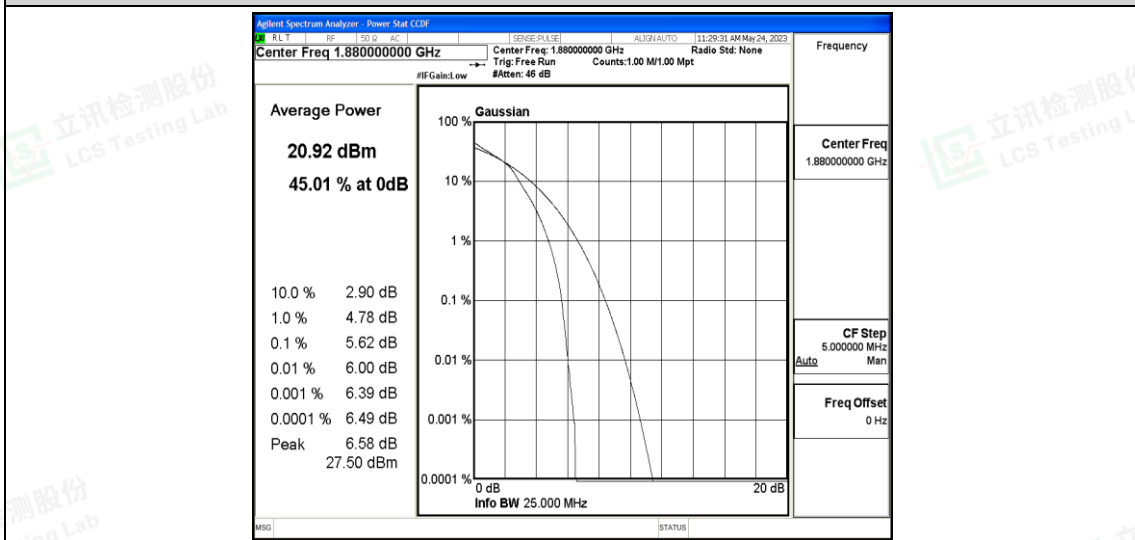 Agilent Spectrum Analyzer - Power Stat CCDF
RLT RF 50 Ω AC SENSE:PULSE ALIGNAUTO 11:29:31 AM May 24, 2023
Center Freq 1.880000000 GHz
Center Freq: 1.880000000 GHz Radio Std: None
Trig: Free Run Counts:1.00 M/1.00 Mpt
#IFGain:Low #Atten: 46 dB
Frequency
Average Power
20.92 dBm
45.01 % at 0dB
10.0 % 2.90 dB
1.0 % 4.78 dB
0.1 % 5.62 dB
0.01 % 6.00 dB
0.001 % 6.39 dB
0.0001 % 6.49 dB
Peak 6.58 dB
27.50 dBm
Gaussian
100 %
10 %
1 %
0.1 %
0.01 %
0.001 %
0.0001 %
0 dB 20 dB
Info BW 25.000 MHz
Center Freq
1.880000000 GHz
CF Step
5.000000 MHz
Auto Man
Freq Offset
0 Hz
MSG STATUS
立讯检测股份
LCS Testing Lab
立讯检测股份
LCS Testing L
测股份
ing Lab